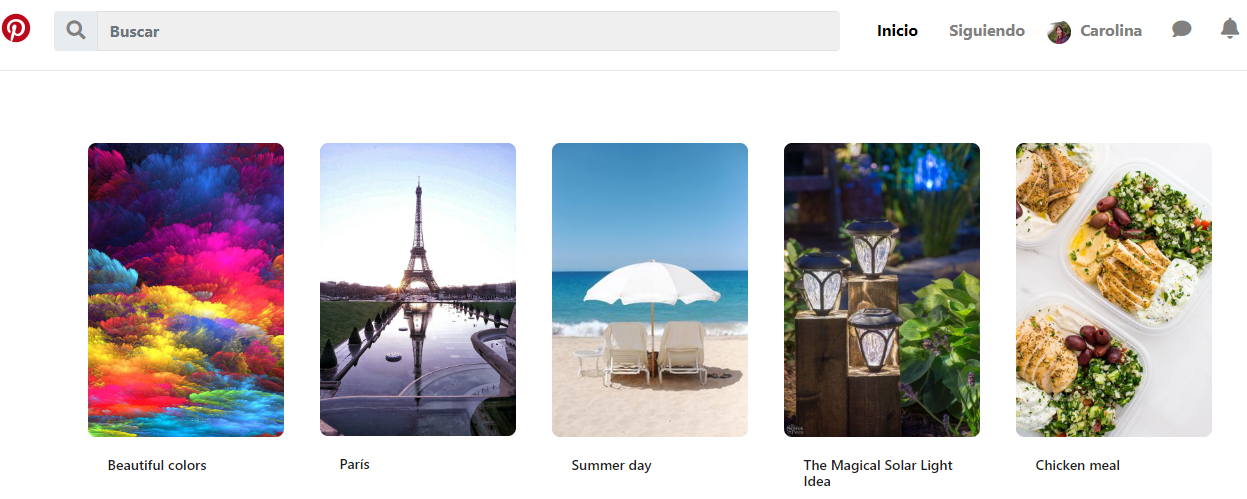 Buscar
Inicio
Siguiendo
Carolina
Beautiful colors
París
Summer day
The Magical Solar Light
Idea
Chicken meal